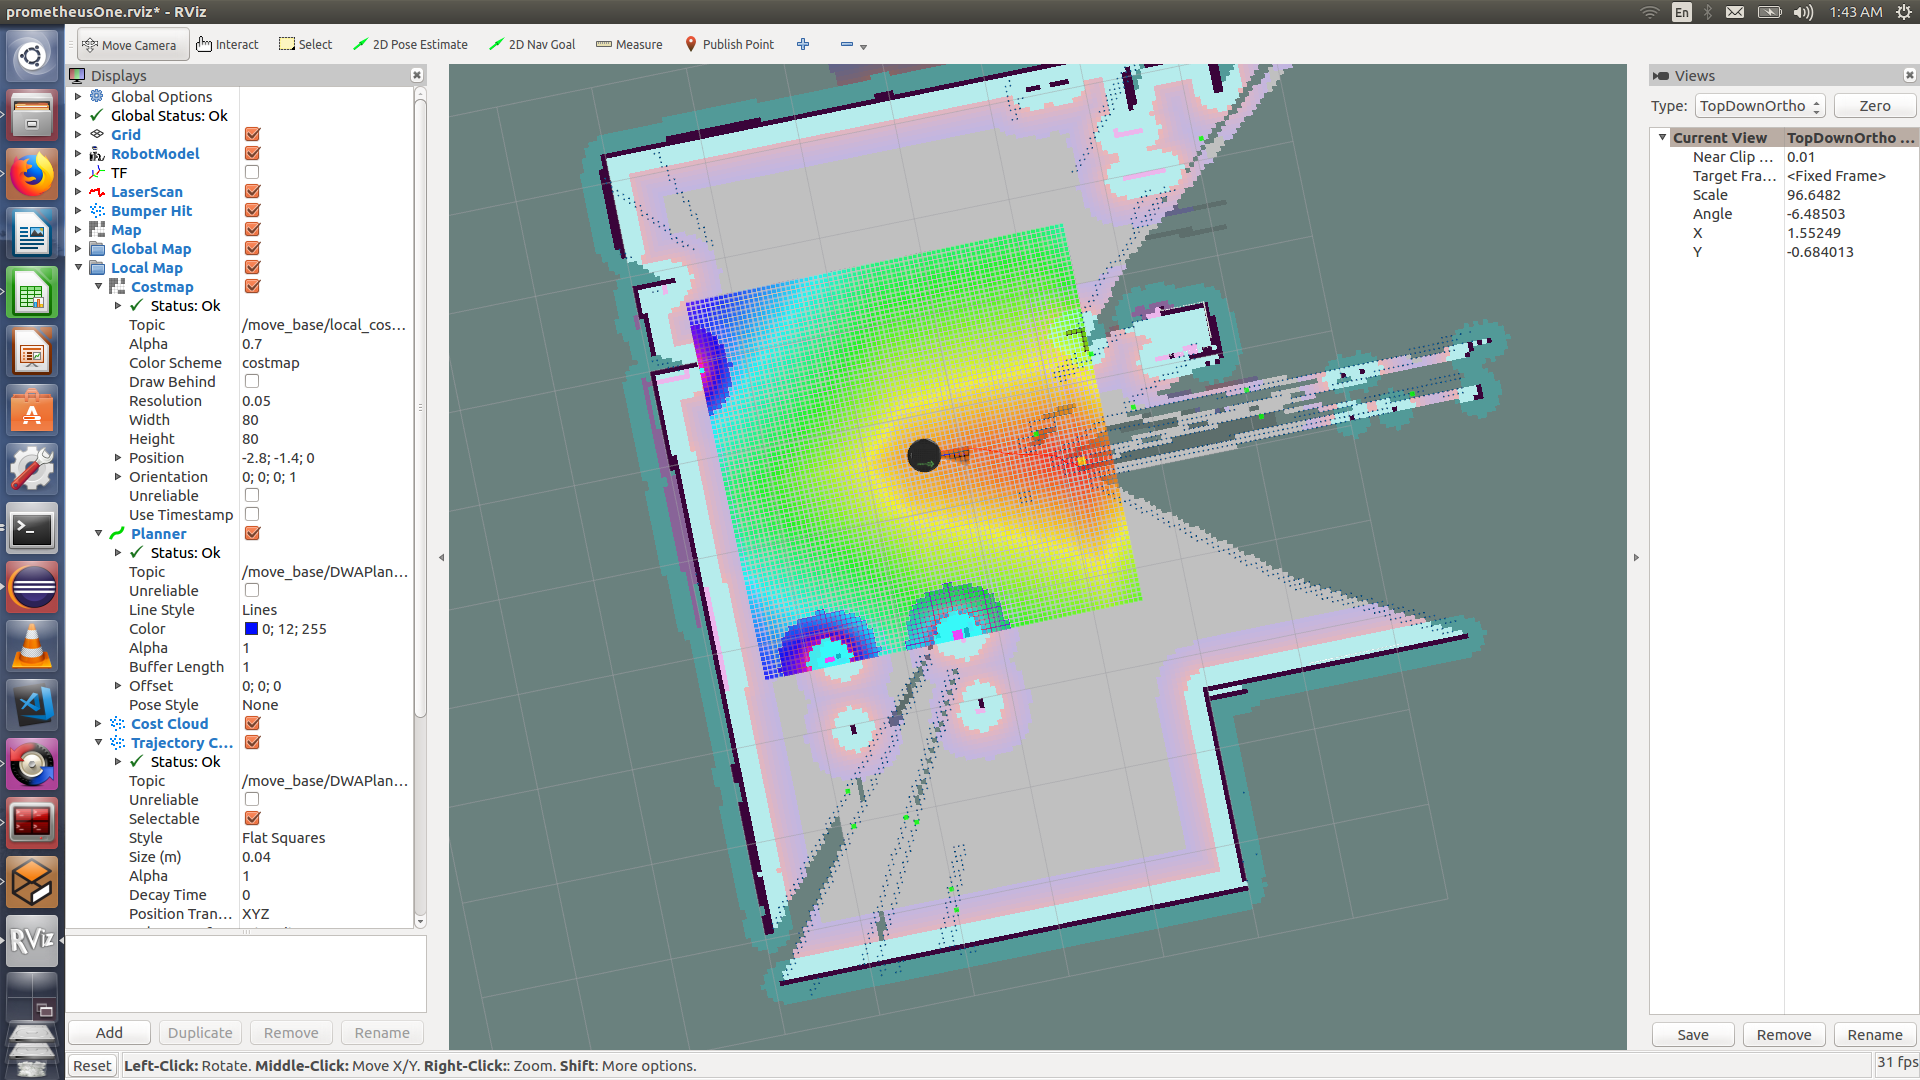 prometheusOne.rviz* - RViz
En
1:43 AM
Move Camera
Interact
Select
2D Pose Estimate
2D Nav Goal
Measure
Publish Point
Displays
Global Options
Global Status: Ok
Grid
RobotModel
TF
LaserScan
Bumper Hit
Map
Global Map
Local Map
Costmap
Status: Ok
Topic /move_base/local_cos...
Alpha 0.7
Color Scheme costmap
Draw Behind
Resolution 0.05
Width 80
Height 80
Position -2.8; -1.4; 0
Orientation 0; 0; 0; 1
Unreliable
Use Timestamp
Planner
Status: Ok
Topic /move_base/DWAPlan...
Unreliable
Line Style Lines
Color 0; 12; 255
Alpha 1
Buffer Length 1
Offset 0; 0; 0
Pose Style None
Cost Cloud
Trajectory C...
Status: Ok
Topic /move_base/DWAPlan...
Unreliable
Selectable
Style Flat Squares
Size (m) 0.04
Alpha 1
Decay Time 0
Position Tran... XYZ
Add
Duplicate
Remove
Rename
Reset
Left-Click: Rotate. Middle-Click: Move X/Y. Right-Click:: Zoom. Shift: More options.
31 fps
Views
Type: TopDownOrtho
Zero
Current View TopDownOrtho ...
Near Clip ... 0.01
Target Fra... <Fixed Frame>
Scale 96.6482
Angle -6.48503
X 1.55249
Y -0.684013
Save
Remove
Rename
RViz